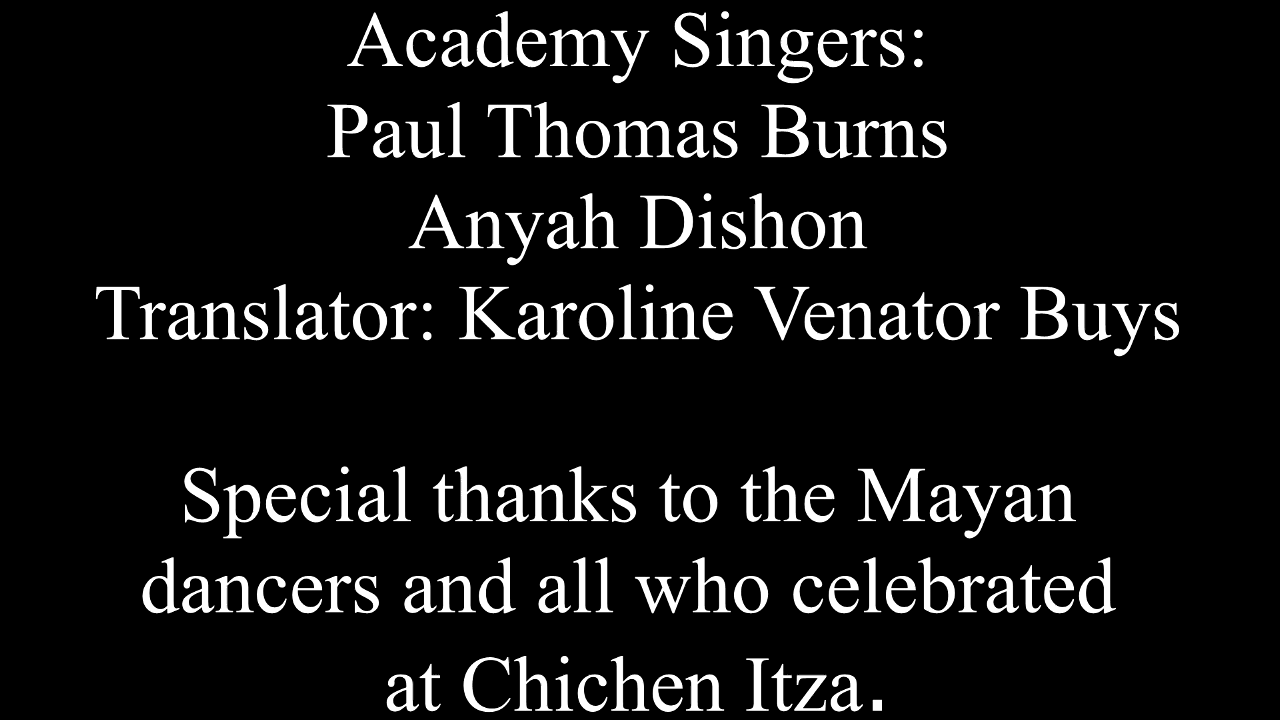 Academy Singers:
Paul Thomas Burns
Anyah Dishon
Translator: Karoline Venator Buys
Special thanks to the Mayan
dancers and all who celebrated
at Chichen Itza.